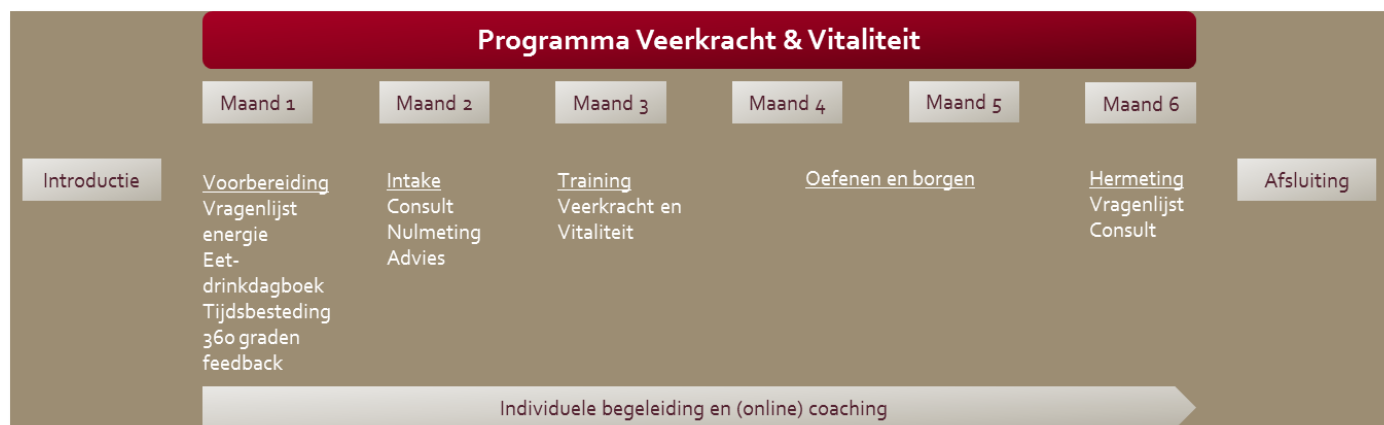 Programma Veerkracht & Vitaliteit
Maand 1
Maand 2
Maand 3
Maand 4
Maand 5
Maand 6
Introductie
Voorbereiding
Vragenlijst
energie
Eet-
drinkdagboek
Tijdsbesteding
360 graden
feedback
Intake
Consult
Nulmeting
Advies
Training
Veerkracht en
Vitaliteit
Oefenen en borgen
Hermeting
Vragenlijst
Consult
Afsluiting
Individuele begeleiding en (online) coaching